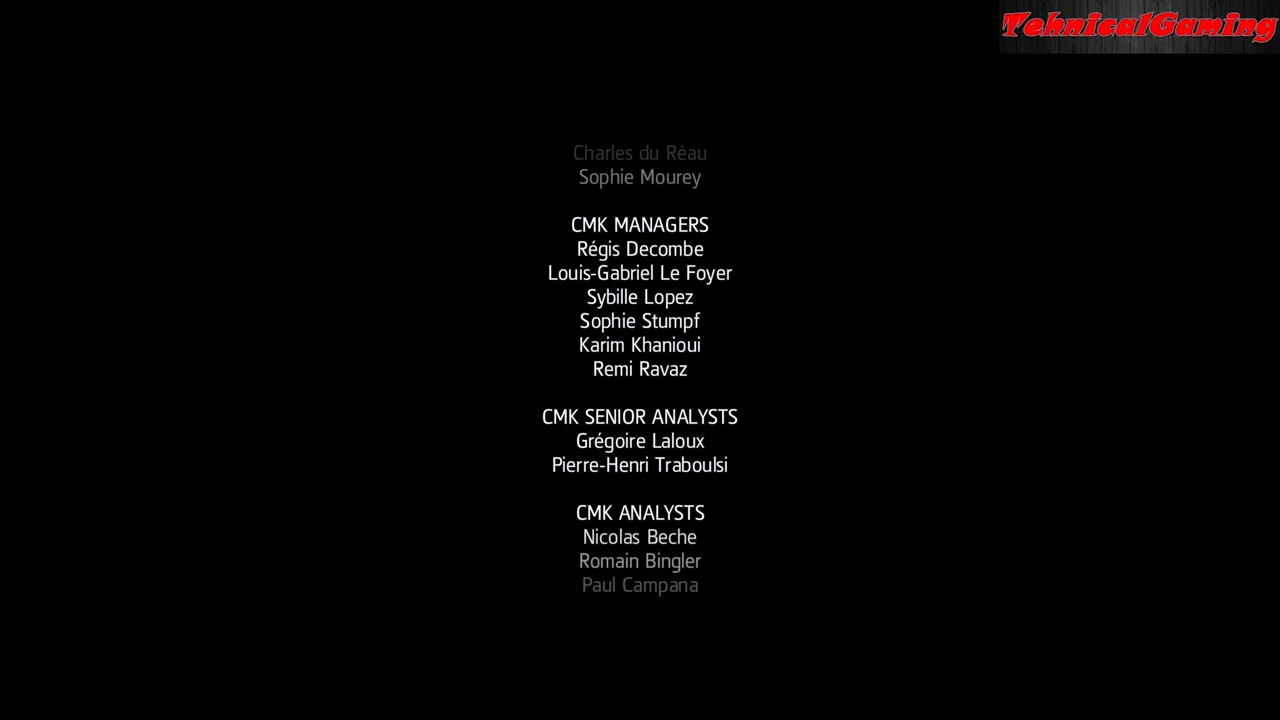 TehnicalGaming
Charles du Réau
Sophie Mourey
CMK MANAGERS
Régis Decombe
Louis-Gabriel Le Foyer
Sybille Lopez
Sophie Stumpf
Karim Khanioui
Remi Ravaz
CMK SENIOR ANALYSTS
Grégoire Laloux
Pierre-Henri Traboulsi
CMK ANALYSTS
Nicolas Beche
Romain Bingler
Paul Campana